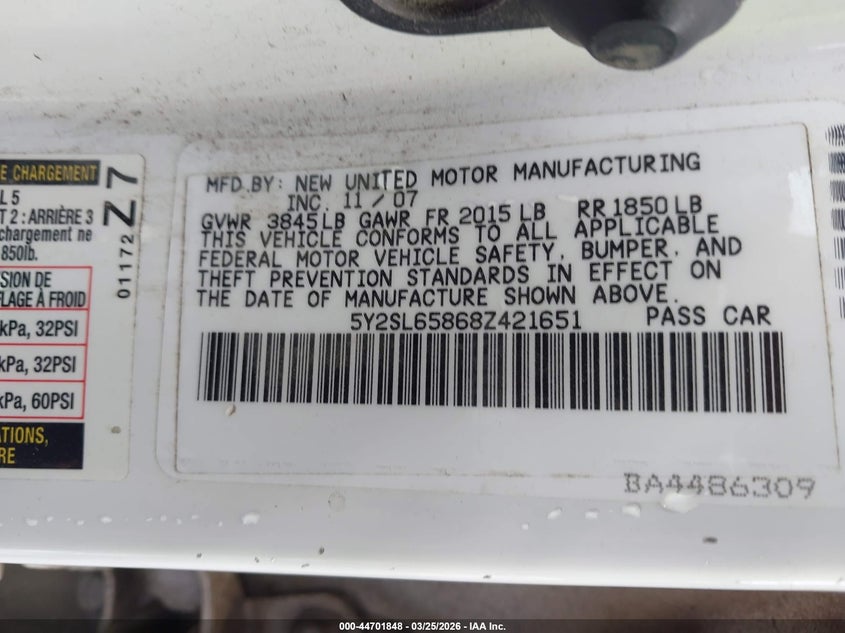 E CHARGEMENT
L 5
T 2 : ARRIÈRE 3
chargement ne
850lb.
SION DE
FLAGE À FROID
kPa, 32PSI
kPa, 32PSI
kPa, 60PSI
ATIONS,
RE
01172 Z 7
MFD.BY: NEW UNITED MOTOR MANUFACTURING
INC. 11 / 07
GVWR 3845LB GAWR FR 2015 LB RR 1850 LB
THIS VEHICLE CONFORMS TO ALL APPLICABLE
FEDERAL MOTOR VEHICLE SAFETY, BUMPER, AND
THEFT PREVENTION STANDARDS IN EFFECT ON
THE DATE OF MANUFACTURE SHOWN ABOVE.
5Y2SL65868Z421651 PASS CAR
BA4486309
000-44701848 - 03/25/2026 - IAA Inc.